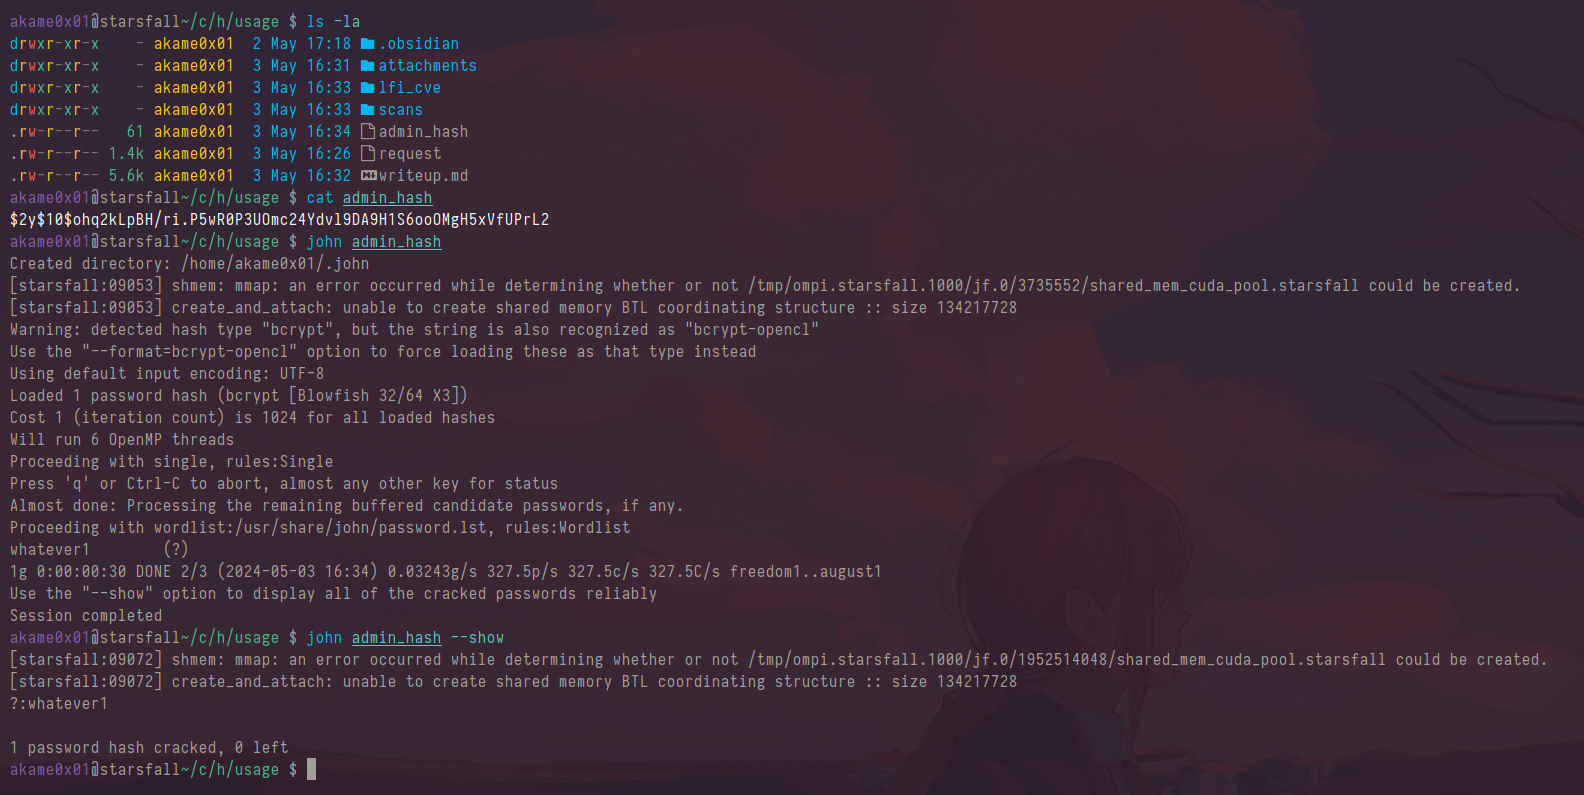 akame0x01@starsfall~/c/h/usage $ ls -la
drwxr-xr-x    - akame0x01  2 May 17:18 .obsidian
drwxr-xr-x    - akame0x01  3 May 16:31 attachments
drwxr-xr-x    - akame0x01  3 May 16:33 lfi_cve
drwxr-xr-x    - akame0x01  3 May 16:33 scans
.rw-r--r--   61 akame0x01  3 May 16:34 admin_hash
.rw-r--r-- 1.4k akame0x01  3 May 16:26 request
.rw-r--r-- 5.6k akame0x01  3 May 16:32 writeup.md
akame0x01@starsfall~/c/h/usage $ cat admin_hash
$2y$10$ohq2kLpBH/ri.P5wR0P3UOmc24Ydvl9DA9H1S6ooOMgH5xVfUPrL2
akame0x01@starsfall~/c/h/usage $ john admin_hash
Created directory: /home/akame0x01/.john
[starsfall:09053] shmem: mmap: an error occurred while determining whether or not /tmp/ompi.starsfall.1000/jf.0/3735552/shared_mem_cuda_pool.starsfall could be created.
[starsfall:09053] create_and_attach: unable to create shared memory BTL coordinating structure :: size 134217728
Warning: detected hash type "bcrypt", but the string is also recognized as "bcrypt-opencl"
Use the "--format=bcrypt-opencl" option to force loading these as that type instead
Using default input encoding: UTF-8
Loaded 1 password hash (bcrypt [Blowfish 32/64 X3])
Cost 1 (iteration count) is 1024 for all loaded hashes
Will run 6 OpenMP threads
Proceeding with single, rules:Single
Press 'q' or Ctrl-C to abort, almost any other key for status
Almost done: Processing the remaining buffered candidate passwords, if any.
Proceeding with wordlist:/usr/share/john/password.lst, rules:Wordlist
whatever1        (?)
1g 0:00:00:30 DONE 2/3 (2024-05-03 16:34) 0.03243g/s 327.5p/s 327.5c/s 327.5C/s freedom1..august1
Use the "--show" option to display all of the cracked passwords reliably
Session completed
akame0x01@starsfall~/c/h/usage $ john admin_hash --show
[starsfall:09072] shmem: mmap: an error occurred while determining whether or not /tmp/ompi.starsfall.1000/jf.0/1952514048/shared_mem_cuda_pool.starsfall could be created.
[starsfall:09072] create_and_attach: unable to create shared memory BTL coordinating structure :: size 134217728
?:whatever1
1 password hash cracked, 0 left
akame0x01@starsfall~/c/h/usage $